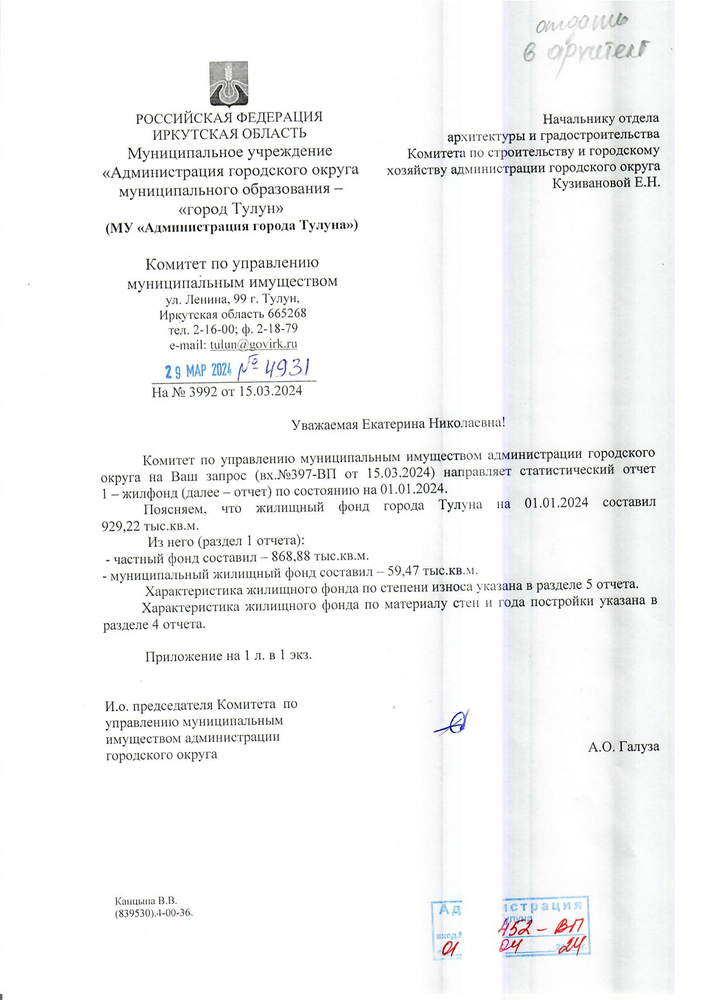 отдать
в архитект
РОССИЙСКАЯ ФЕДЕРАЦИЯ
ИРКУТСКАЯ ОБЛАСТЬ
Муниципальное учреждение
«Администрация городского округа
муниципального образования –
«город Тулун»
(МУ «Администрация города Тулуна»)
Комитет по управлению
муниципальным имуществом
ул. Ленина, 99 г. Тулун,
Иркутская область 665268
тел. 2-16-00; ф. 2-18-79
e-mail: tulun@govirk.ru
29 МАР 2024 № 4931
На № 3992 от 15.03.2024
Начальнику отдела
архитектуры и градостроительства
Комитета по строительству и городскому
хозяйству администрации городского округа
Кузивановой Е.Н.
Уважаемая Екатерина Николаевна!
Комитет по управлению муниципальным имуществом администрации городского
округа на Ваш запрос (вх.№397-ВП от 15.03.2024) направляет статистический отчет
1 – жилфонд (далее – отчет) по состоянию на 01.01.2024.
Поясняем, что жилищный фонд города Тулуна на 01.01.2024 составил
929,22 тыс.кв.м.
Из него (раздел 1 отчета):
- частный фонд составил – 868,88 тыс.кв.м.
- муниципальный жилищный фонд составил – 59,47 тыс.кв.м.
Характеристика жилищного фонда по степени износа указана в разделе 5 отчета.
Характеристика жилищного фонда по материалу стен и года постройки указана в
разделе 4 отчета.
Приложение на 1 л. в 1 экз.
И.о. председателя Комитета по
управлению муниципальным
имуществом администрации
городского округа
А.О. Галуза
Канцыпа В.В.
(839530).4-00-36
Ад истрация
улуна
вход.№ 452 - ВП
01 04 2024 г.